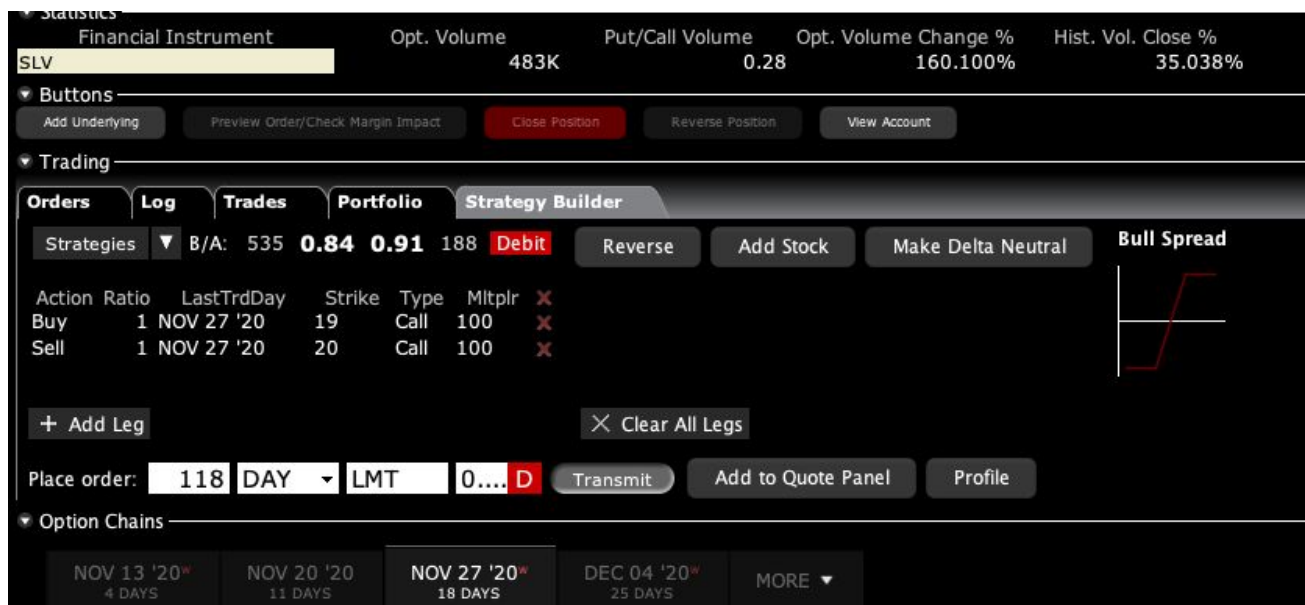 Statistics
Financial Instrument Opt. Volume Put/Call Volume Opt. Volume Change % Hist. Vol. Close %
SLV 483K 0.28 160.100% 35.038%
Buttons
Add Underlying Preview Order/Check Margin Impact Close Position Reverse Position View Account
Trading
Orders Log Trades Portfolio Strategy Builder
Strategies ▼ B/A: 535 0.84 0.91 188 Debit Reverse Add Stock Make Delta Neutral Bull Spread
Action Ratio LastTrdDay Strike Type Mltplr X
Buy 1 NOV 27 '20 19 Call 100 X
Sell 1 NOV 27 '20 20 Call 100 X
+ Add Leg X Clear All Legs
Place order: 118 DAY LMT 0.... D Transmit Add to Quote Panel Profile
Option Chains
NOV 13 '20W NOV 20 '20 NOV 27 '20W DEC 04 '20W MORE ▼
4 DAYS 11 DAYS 18 DAYS 25 DAYS